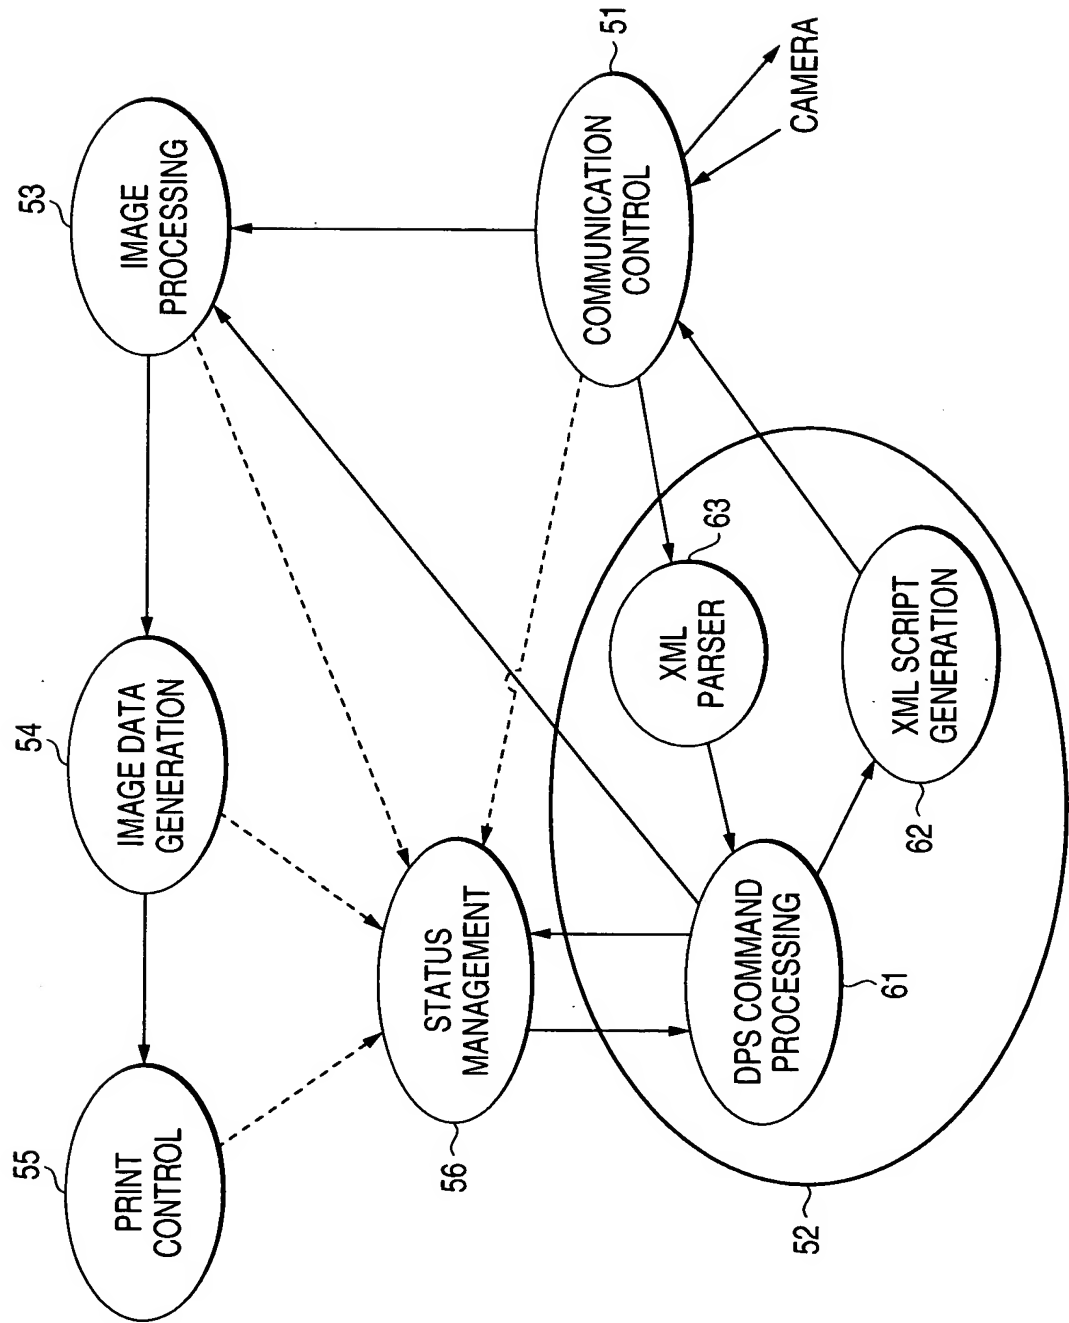 55
PRINT
CONTROL
54
IMAGE DATA
GENERATION
53
IMAGE
PROCESSING
56
STATUS
MANAGEMENT
51
COMMUNICATION
CONTROL
CAMERA
52
61
DPS COMMAND
PROCESSING
63
XML
PARSER
62
XML SCRIPT
GENERATION